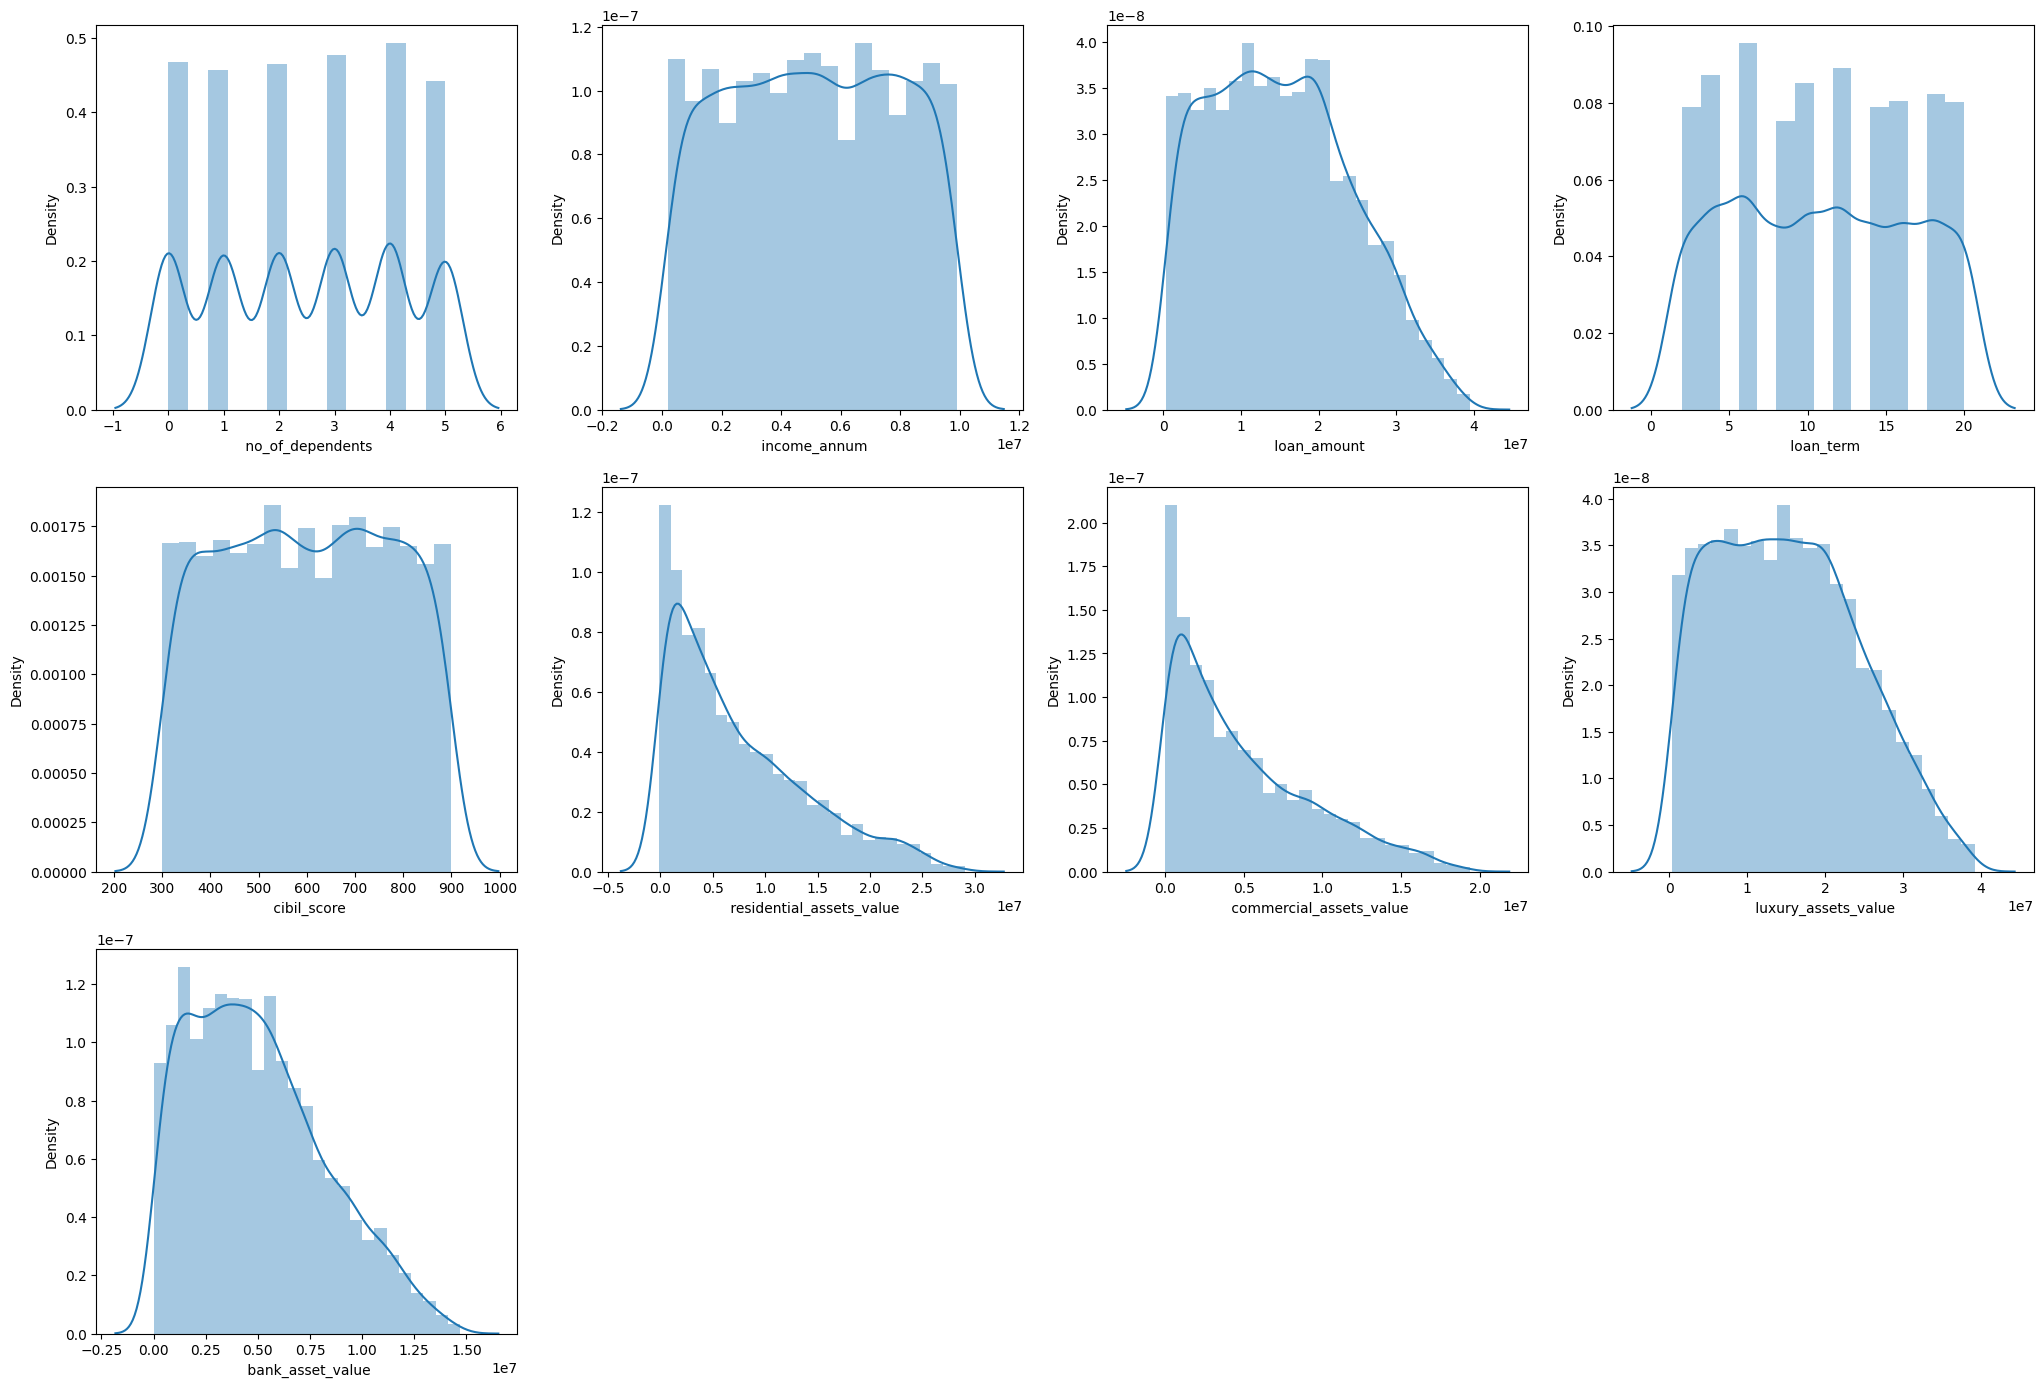 1e−7
1e−8
0.5
0.4
0.3
0.2
0.1
0.0
Density
−1 0 1 2 3 4 5 6
no_of_dependents
1.2
1.0
0.8
0.6
0.4
0.2
0.0
Density
−0.2 0.0 0.2 0.4 0.6 0.8 1.0 1.2
1e7
income_annum
4.0
3.5
3.0
2.5
2.0
1.5
1.0
0.5
0.0
Density
0 1 2 3 4
1e7
loan_amount
0.10
0.08
0.06
0.04
0.02
0.00
Density
0 5 10 15 20
loan_term
0.00175
0.00150
0.00125
0.00100
0.00075
0.00050
0.00025
0.00000
Density
200 300 400 500 600 700 800 900 1000
cibil_score
1e−7
1.2
1.0
0.8
0.6
0.4
0.2
0.0
Density
−0.5 0.0 0.5 1.0 1.5 2.0 2.5 3.0
1e7
residential_assets_value
1e−7
2.00
1.75
1.50
1.25
1.00
0.75
0.50
0.25
0.00
Density
0.0 0.5 1.0 1.5 2.0
1e7
commercial_assets_value
1e−8
4.0
3.5
3.0
2.5
2.0
1.5
1.0
0.5
0.0
Density
0 1 2 3 4
1e7
luxury_assets_value
1e−7
1.2
1.0
0.8
0.6
0.4
0.2
0.0
Density
−0.25 0.00 0.25 0.50 0.75 1.00 1.25 1.50
1e7
bank_asset_value